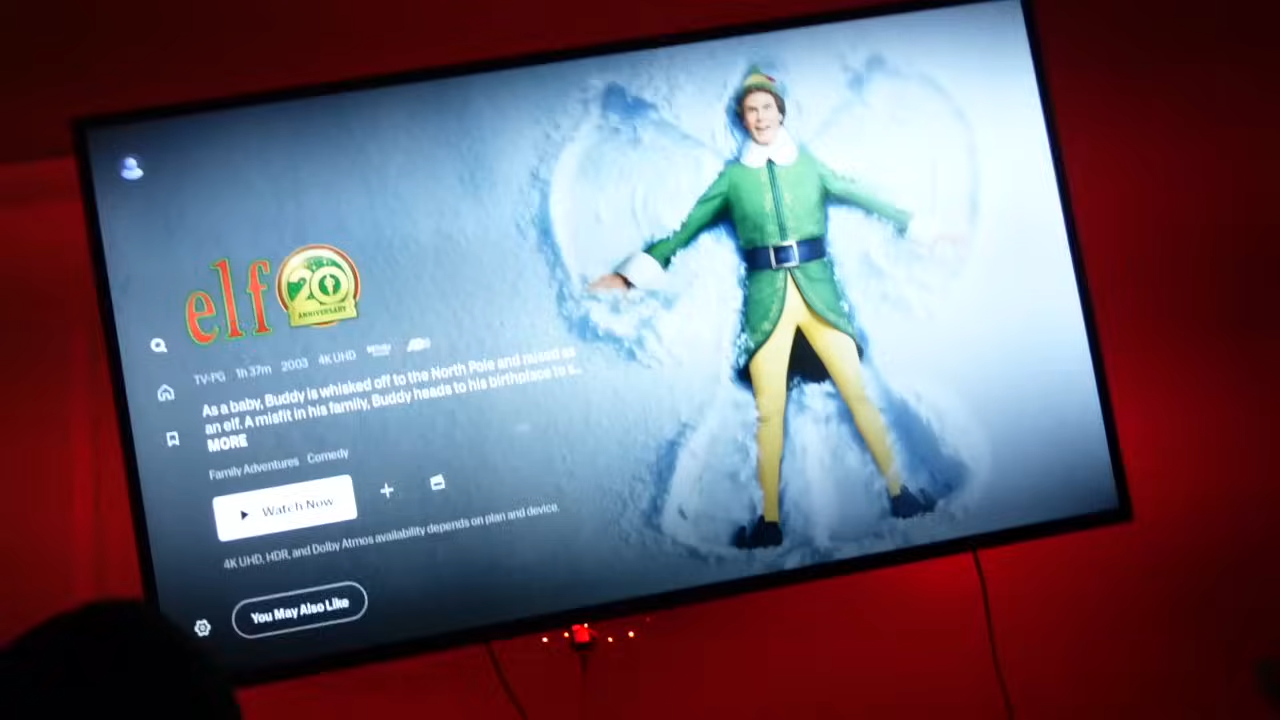 elf 20
ANNIVERSARY
TV-PG 1h 37m 2003 4K UHD
As a baby, Buddy is whisked off to the North Pole and raised as
an elf. A misfit in his family, Buddy heads to his birthplace to s...
MORE
Family Adventures Comedy
Watch Now
4K UHD, HDR, and Dolby Atmos availability depends on plan and device.
You May Also Like